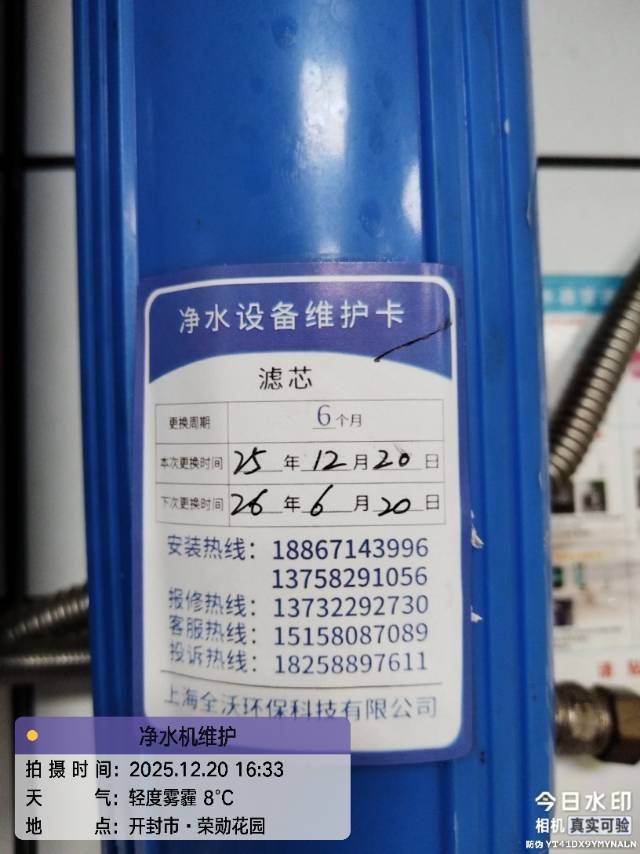 净水设备维护卡
滤芯
更换周期 6个月
本次更换时间 25年12月20日
下次更换时间 26年6月20日
安装热线：18867143996
13758291056
报修热线：13732292730
客服热线：15158087089
投诉热线：18258897611
上海全沃环保科技有限公司
净水机维护
拍摄时间：2025.12.20 16:33
天气：轻度雾霾 8℃
地点：开封市·荣勋花园
今日水印
相机 真实可验
防伪 YT41DX9YMYNALN